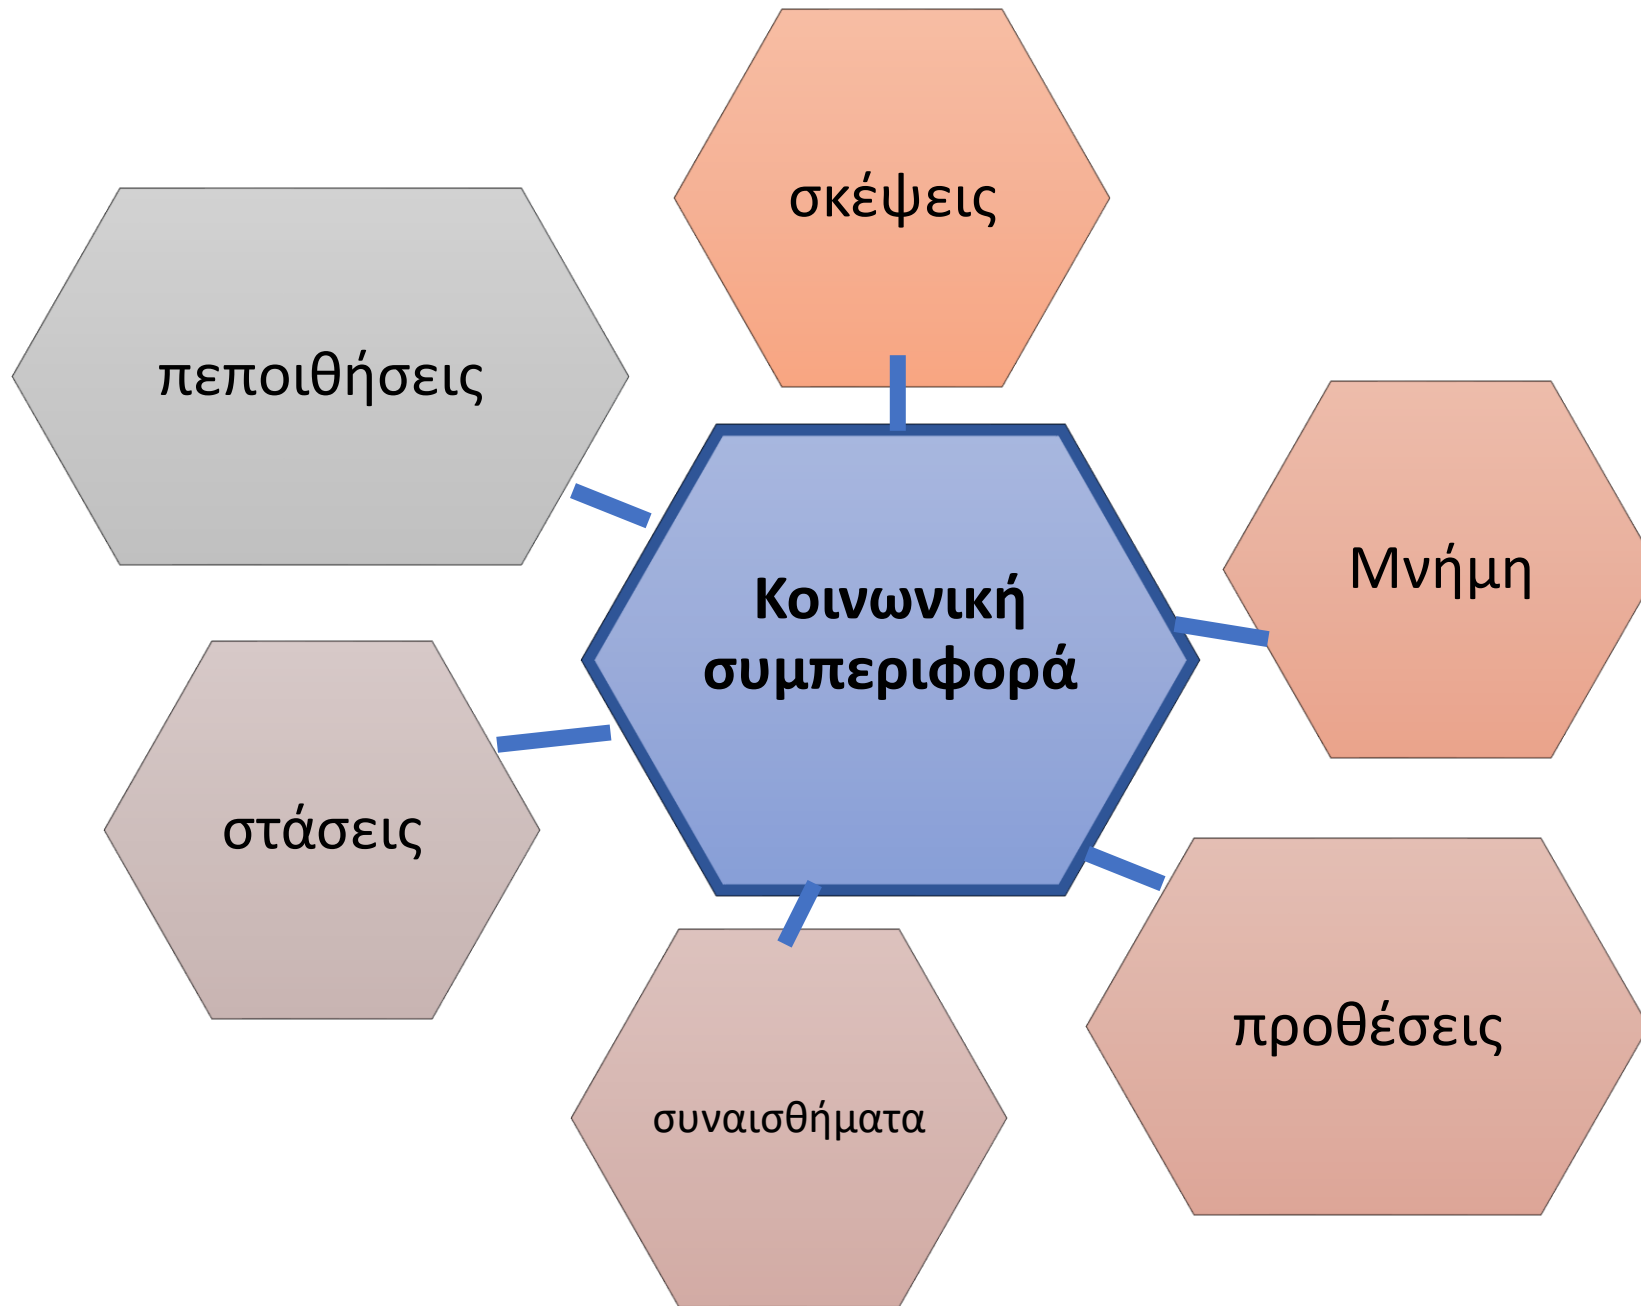 σκέψεις
πεποιθήσεις
Μνήμη
Κοινωνική
συμπεριφορά
στάσεις
προθέσεις
συναισθήματα